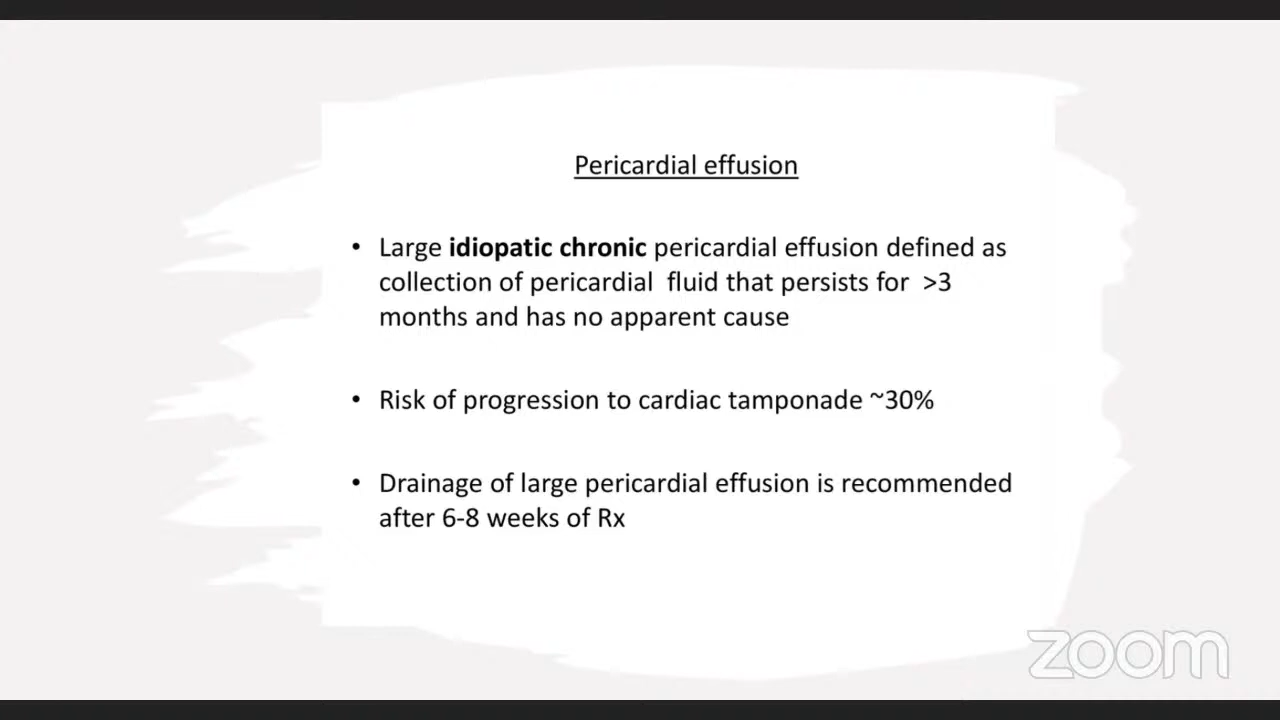 Pericardial effusion
• Large idiopatic chronic pericardial effusion defined as
collection of pericardial fluid that persists for >3
months and has no apparent cause
• Risk of progression to cardiac tamponade ~30%
• Drainage of large pericardial effusion is recommended
after 6-8 weeks of Rx
zoom